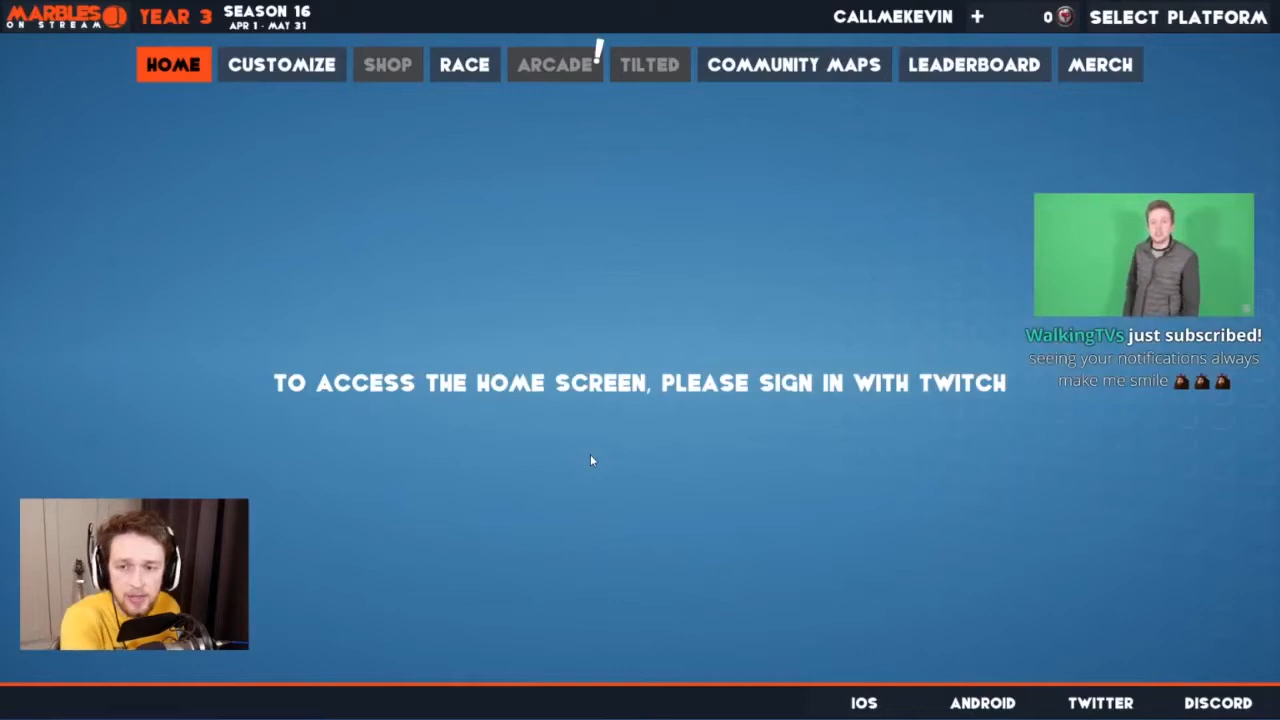 MARBLES
ON STREAM
YEAR 3
SEASON 16
APR 1 - MAY 31
CALLMEKEVIN +
0
SELECT PLATFORM
HOME
CUSTOMIZE
SHOP
RACE
ARCADE!
TILTED
COMMUNITY MAPS
LEADERBOARD
MERCH
WalkingTVs just subscribed!
seeing your notifications always
make me smile
TO ACCESS THE HOME SCREEN, PLEASE SIGN IN WITH TWITCH
IOS
ANDROID
TWITTER
DISCORD